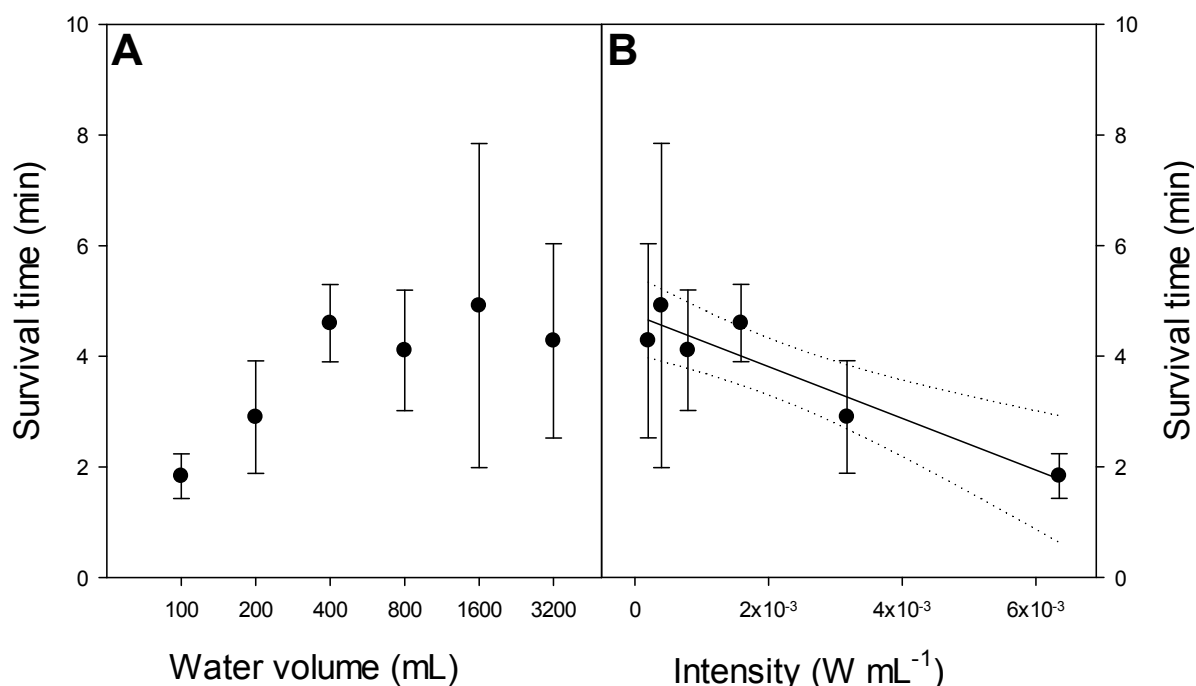 A
B
10
8
6
4
2
0
Survival time (min)
100 200 400 800 1600 3200
Water volume (mL)
0 2x10⁻³ 4x10⁻³ 6x10⁻³
Intensity (W mL⁻¹)
10
8
6
4
2
0
Survival time (min)